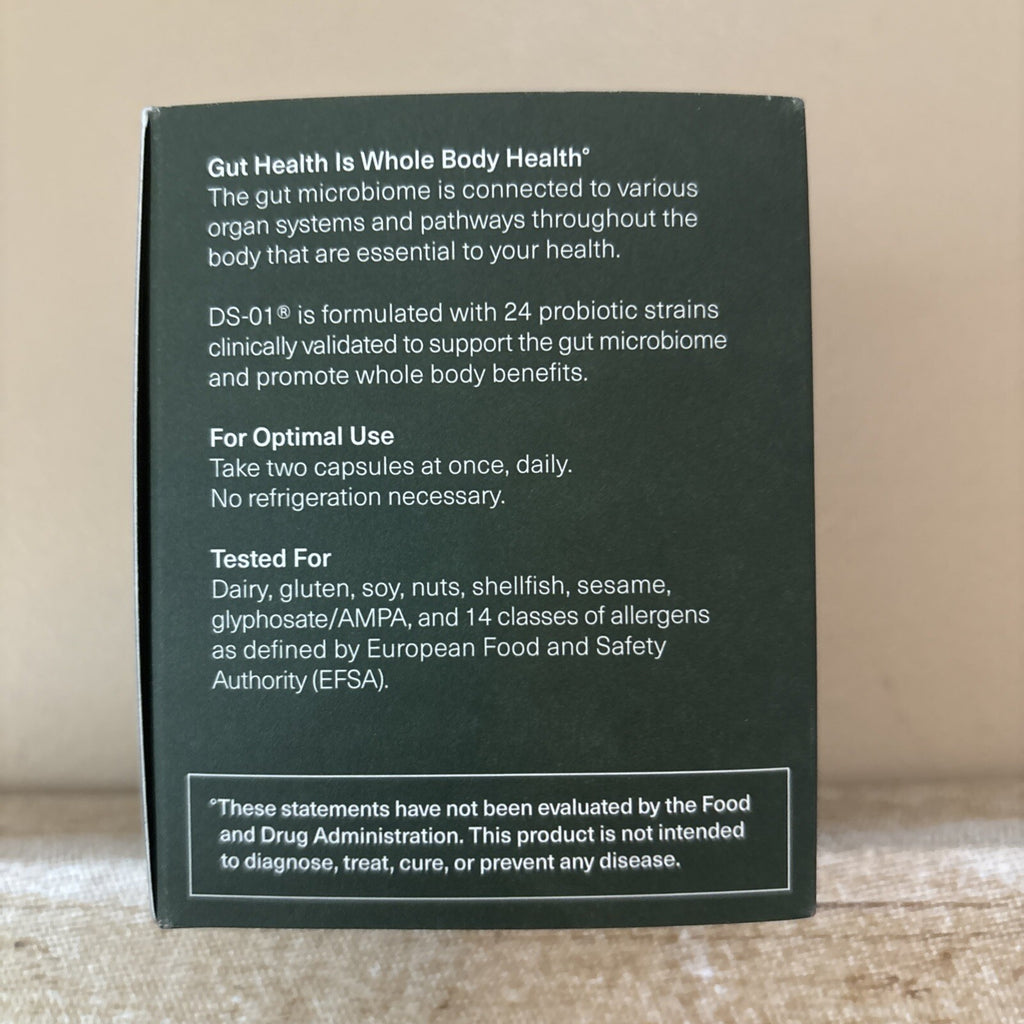 Gut Health Is Whole Body Health°
The gut microbiome is connected to various
organ systems and pathways throughout the
body that are essential to your health.
DS-01® is formulated with 24 probiotic strains
clinically validated to support the gut microbiome
and promote whole body benefits.
For Optimal Use
Take two capsules at once, daily.
No refrigeration necessary.
Tested For
Dairy, gluten, soy, nuts, shellfish, sesame,
glyphosate/AMPA, and 14 classes of allergens
as defined by European Food and Safety
Authority (EFSA).
°These statements have not been evaluated by the Food
and Drug Administration. This product is not intended
to diagnose, treat, cure, or prevent any disease.